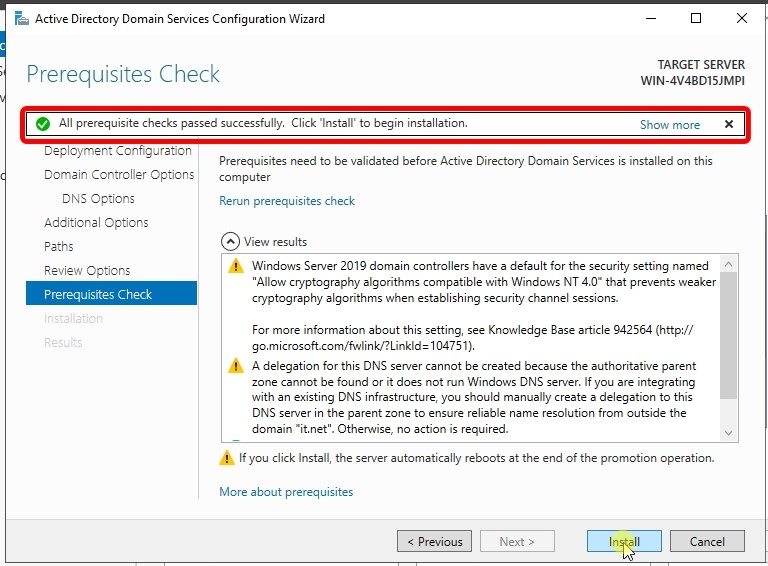 Active Directory Domain Services Configuration Wizard
Prerequisites Check
TARGET SERVER
WIN-4V4BD15JMPI
All prerequisite checks passed successfully. Click 'Install' to begin installation.
Show more
Deployment Configuration
Domain Controller Options
DNS Options
Additional Options
Paths
Review Options
Prerequisites Check
Installation
Results
Prerequisites need to be validated before Active Directory Domain Services is installed on this
computer
Rerun prerequisites check
View results
Windows Server 2019 domain controllers have a default for the security setting named
"Allow cryptography algorithms compatible with Windows NT 4.0" that prevents weaker
cryptography algorithms when establishing security channel sessions.
For more information about this setting, see Knowledge Base article 942564 (http://
go.microsoft.com/fwlink/?LinkId=104751).
A delegation for this DNS server cannot be created because the authoritative parent
zone cannot be found or it does not run Windows DNS server. If you are integrating
with an existing DNS infrastructure, you should manually create a delegation to this
DNS server in the parent zone to ensure reliable name resolution from outside the
domain "it.net". Otherwise, no action is required.
If you click Install, the server automatically reboots at the end of the promotion operation.
More about prerequisites
< Previous
Next >
Install
Cancel